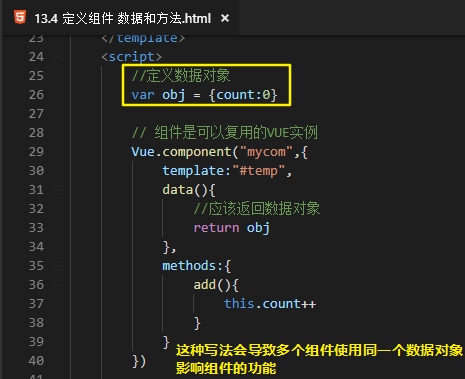 13.4 定义组件 数据和方法.html ×
23 </template>
24 <script>
25 //定义数据对象
26 var obj = {count:0}
27
28 // 组件是可以复用的VUE实例
29 Vue.component("mycom",{
30 template:"#temp",
31 data(){
32 //应该返回数据对象
33 return obj
34 },
35 methods:{
36 add(){
37 this.count++
38 }
39 }
40 })
这种写法会导致多个组件使用同一个数据对象
影响组件的功能